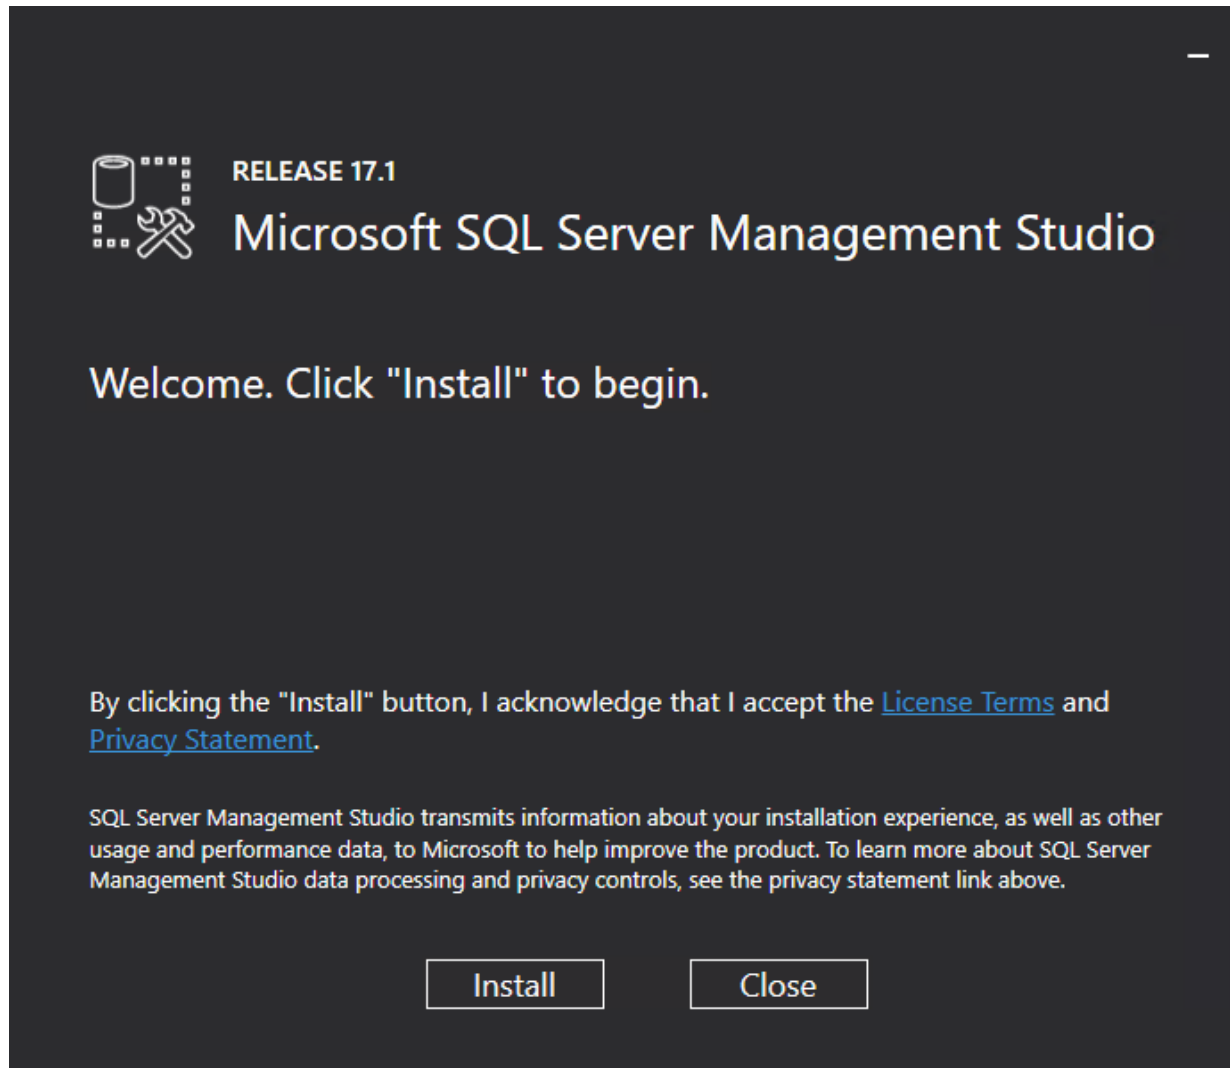 RELEASE 17.1
Microsoft SQL Server Management Studio
Welcome. Click "Install" to begin.
By clicking the "Install" button, I acknowledge that I accept the License Terms and
Privacy Statement.
SQL Server Management Studio transmits information about your installation experience, as well as other
usage and performance data, to Microsoft to help improve the product. To learn more about SQL Server
Management Studio data processing and privacy controls, see the privacy statement link above.
Install Close